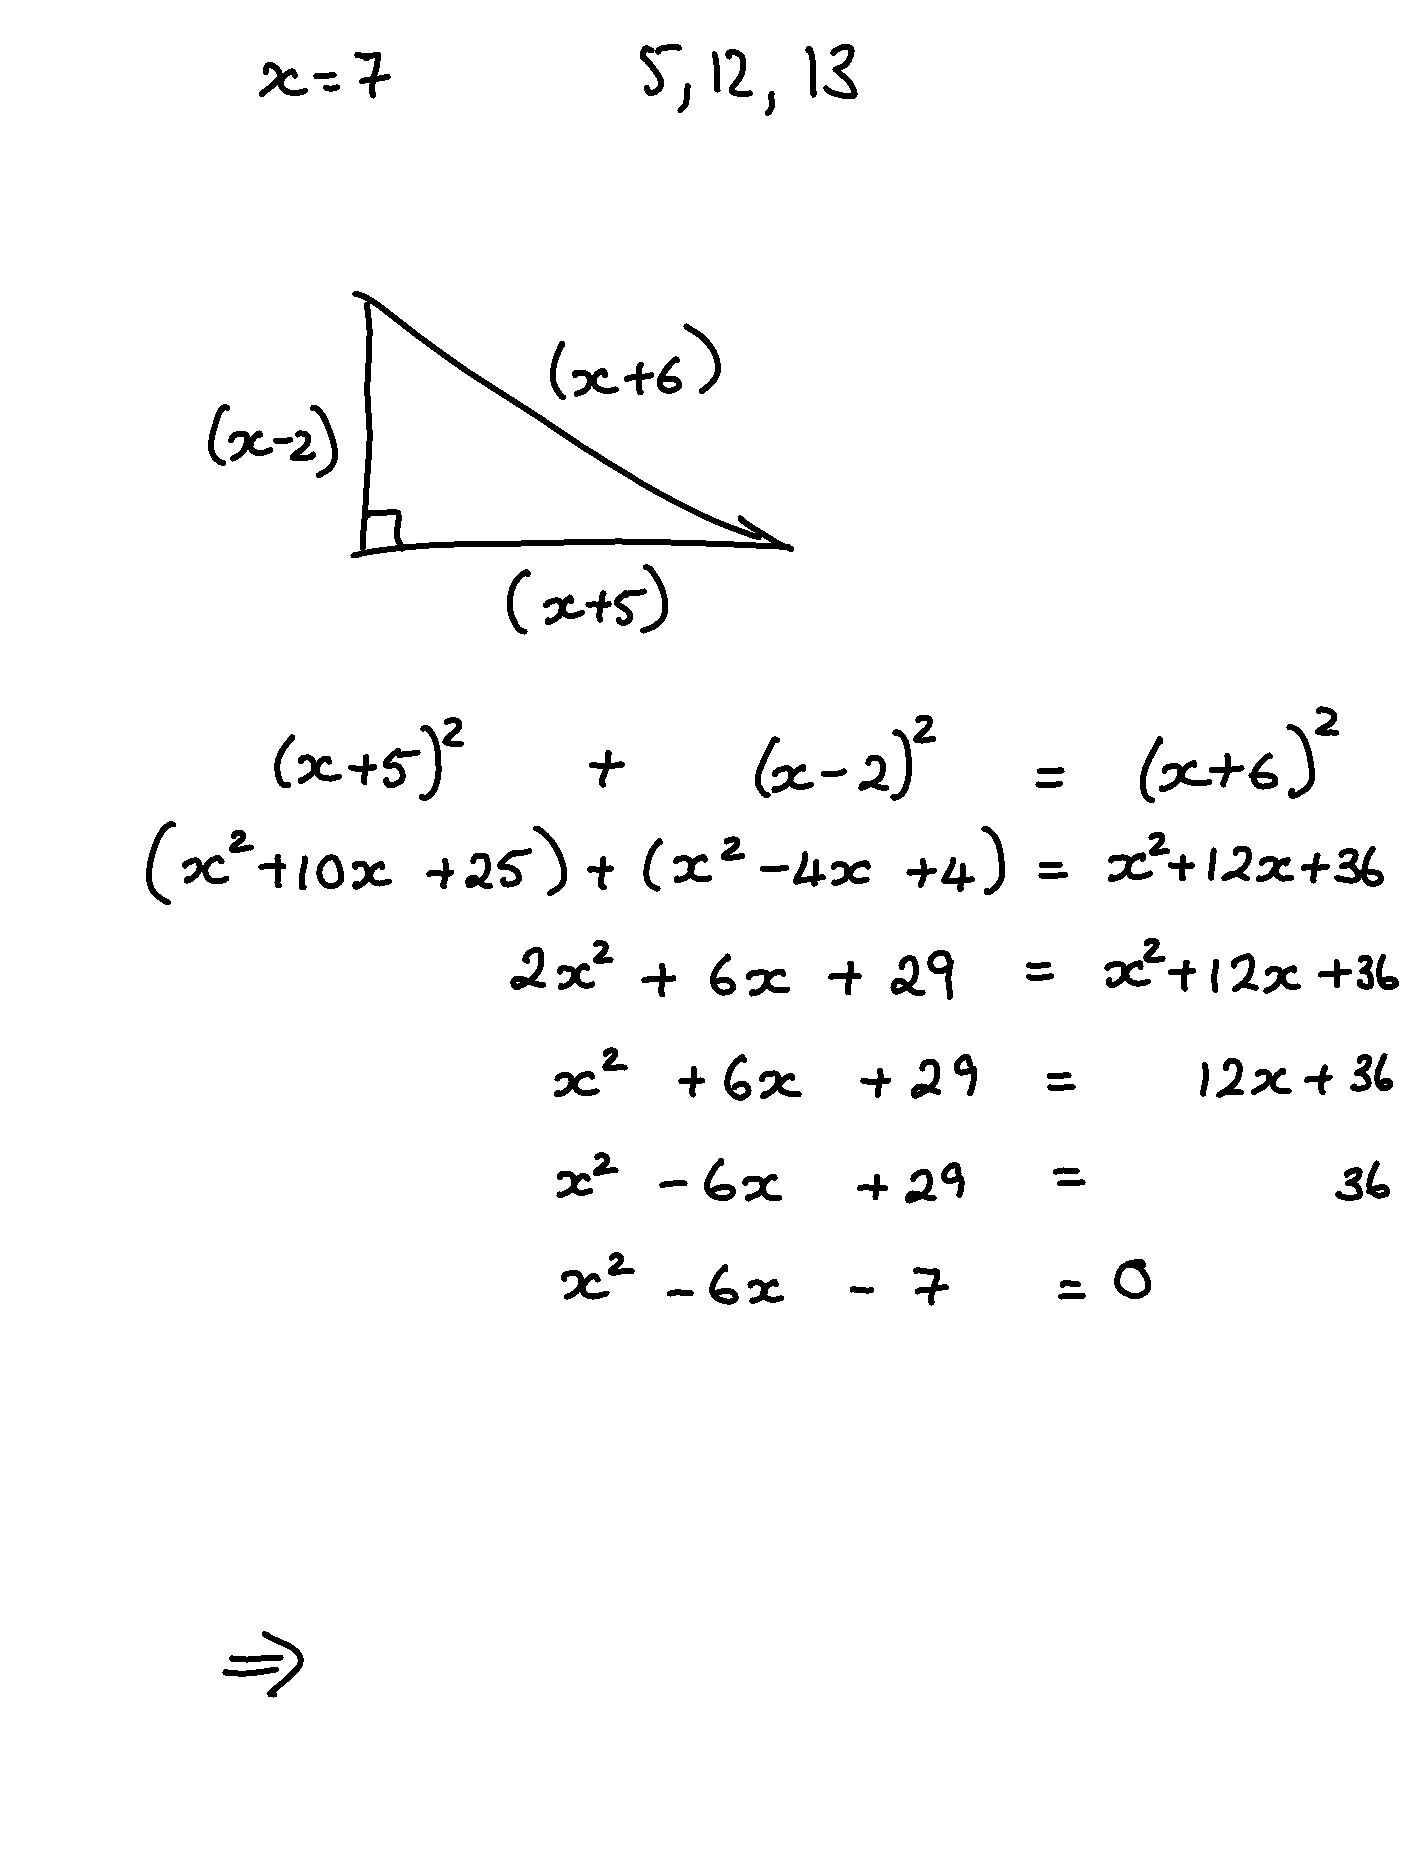 x=7 5, 12, 13
(x+6)
(x-2)
(x+5)
(x+5)² + (x-2)² = (x+6)²
(x²+10x +25) + (x² -4x +4) = x²+12x+36
2x² + 6x + 29 = x²+12x +36
x² +6x +29 = 12x+36
x² -6x +29 = 36
x² -6x - 7 = 0
⇒